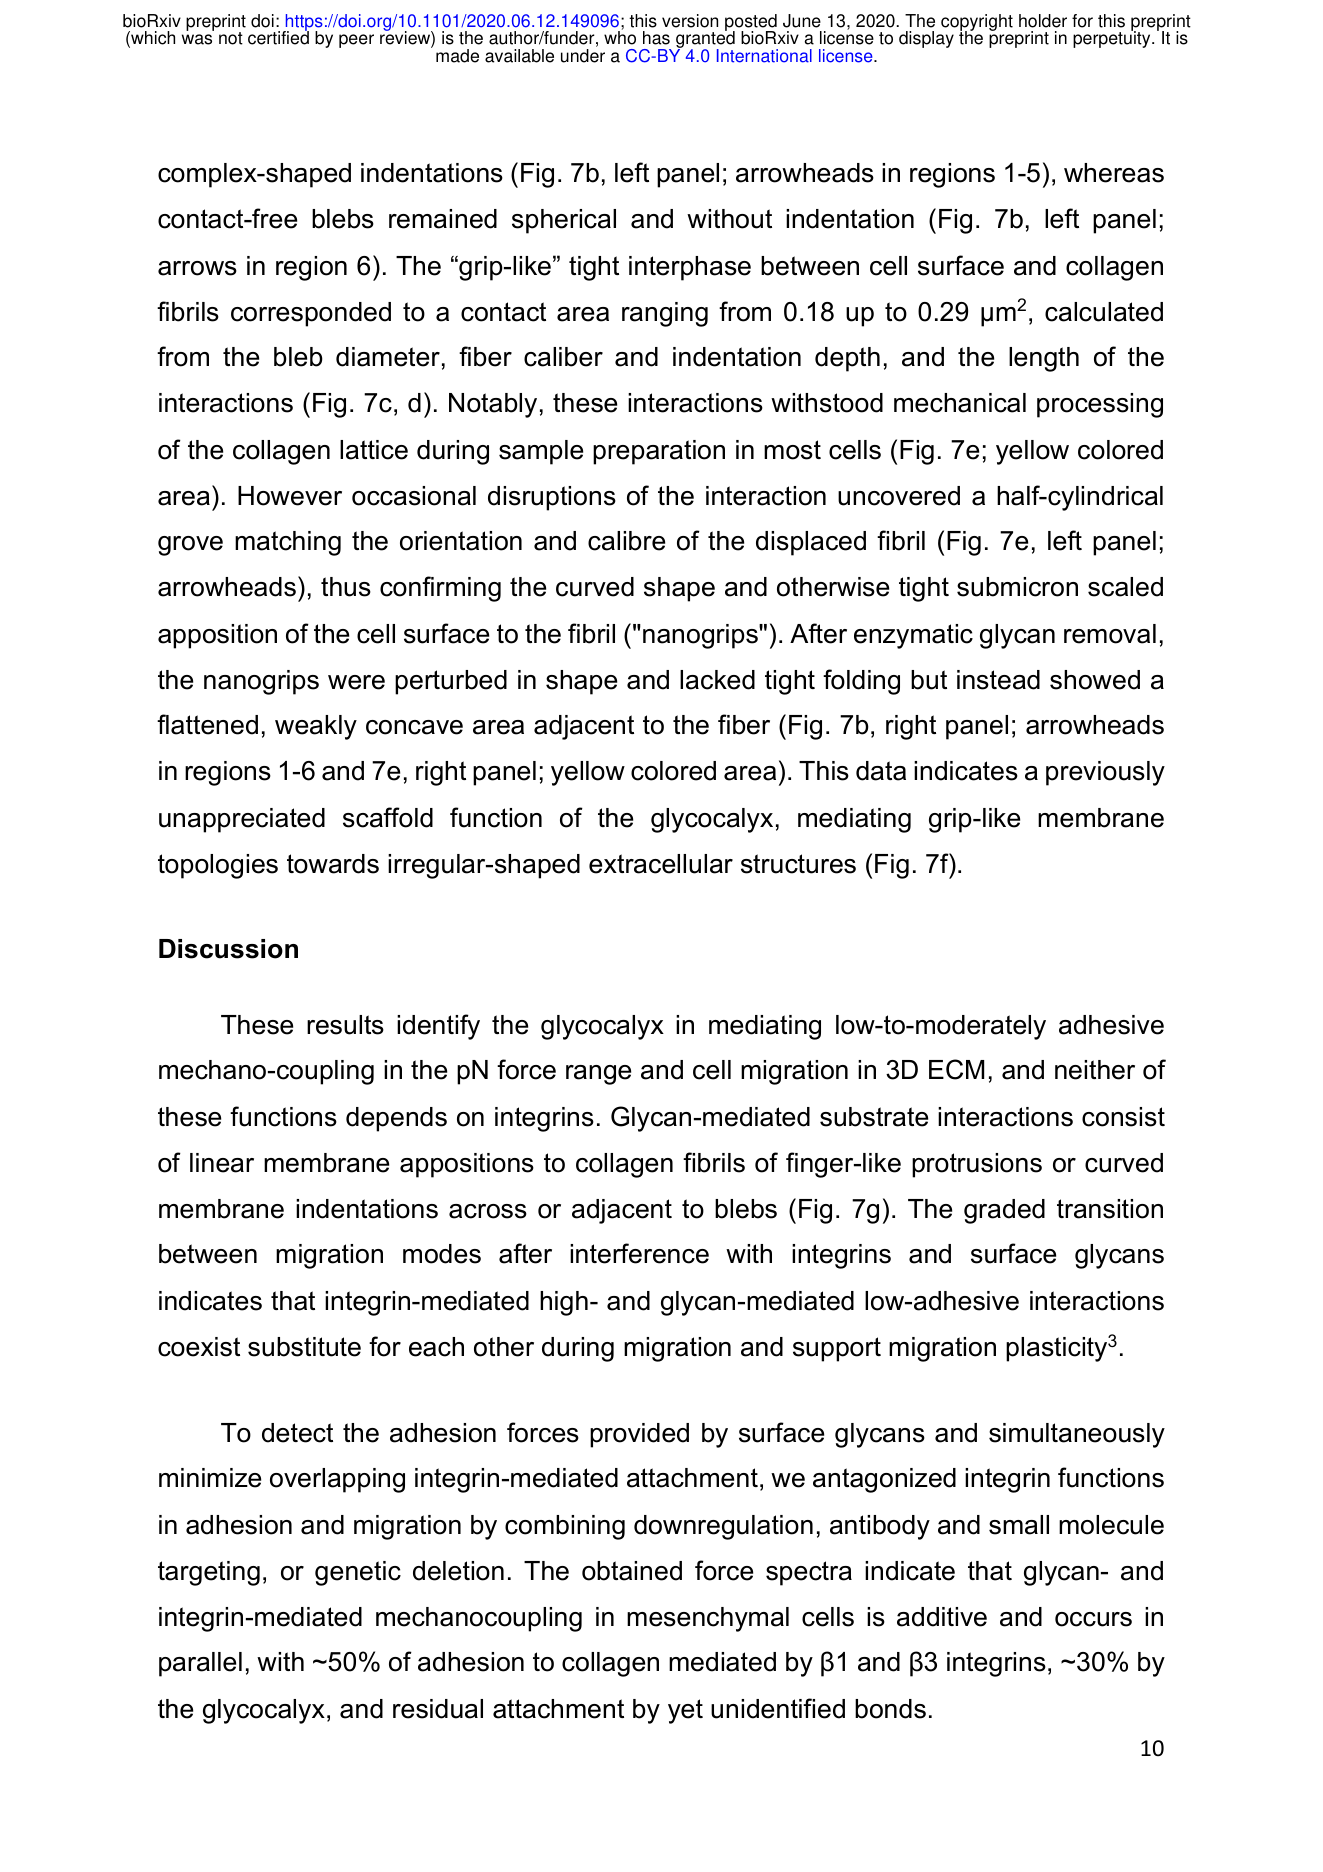 bioRxiv preprint doi: https://doi.org/10.1101/2020.06.12.149096; this version posted June 13, 2020. The copyright holder for this preprint
(which was not certified by peer review) is the author/funder, who has granted bioRxiv a license to display the preprint in perpetuity. It is
made available under a CC-BY 4.0 International license.
complex-shaped indentations (Fig. 7b, left panel; arrowheads in regions 1-5), whereas
contact-free blebs remained spherical and without indentation (Fig. 7b, left panel;
arrows in region 6). The “grip-like” tight interphase between cell surface and collagen
fibrils corresponded to a contact area ranging from 0.18 up to 0.29 µm², calculated
from the bleb diameter, fiber caliber and indentation depth, and the length of the
interactions (Fig. 7c, d). Notably, these interactions withstood mechanical processing
of the collagen lattice during sample preparation in most cells (Fig. 7e; yellow colored
area). However occasional disruptions of the interaction uncovered a half-cylindrical
grove matching the orientation and calibre of the displaced fibril (Fig. 7e, left panel;
arrowheads), thus confirming the curved shape and otherwise tight submicron scaled
apposition of the cell surface to the fibril ("nanogrips"). After enzymatic glycan removal,
the nanogrips were perturbed in shape and lacked tight folding but instead showed a
flattened, weakly concave area adjacent to the fiber (Fig. 7b, right panel; arrowheads
in regions 1-6 and 7e, right panel; yellow colored area). This data indicates a previously
unappreciated scaffold function of the glycocalyx, mediating grip-like membrane
topologies towards irregular-shaped extracellular structures (Fig. 7f).
Discussion
These results identify the glycocalyx in mediating low-to-moderately adhesive
mechano-coupling in the pN force range and cell migration in 3D ECM, and neither of
these functions depends on integrins. Glycan-mediated substrate interactions consist
of linear membrane appositions to collagen fibrils of finger-like protrusions or curved
membrane indentations across or adjacent to blebs (Fig. 7g). The graded transition
between migration modes after interference with integrins and surface glycans
indicates that integrin-mediated high- and glycan-mediated low-adhesive interactions
coexist substitute for each other during migration and support migration plasticity³.
To detect the adhesion forces provided by surface glycans and simultaneously
minimize overlapping integrin-mediated attachment, we antagonized integrin functions
in adhesion and migration by combining downregulation, antibody and small molecule
targeting, or genetic deletion. The obtained force spectra indicate that glycan- and
integrin-mediated mechanocoupling in mesenchymal cells is additive and occurs in
parallel, with ~50% of adhesion to collagen mediated by β1 and β3 integrins, ~30% by
the glycocalyx, and residual attachment by yet unidentified bonds.
10